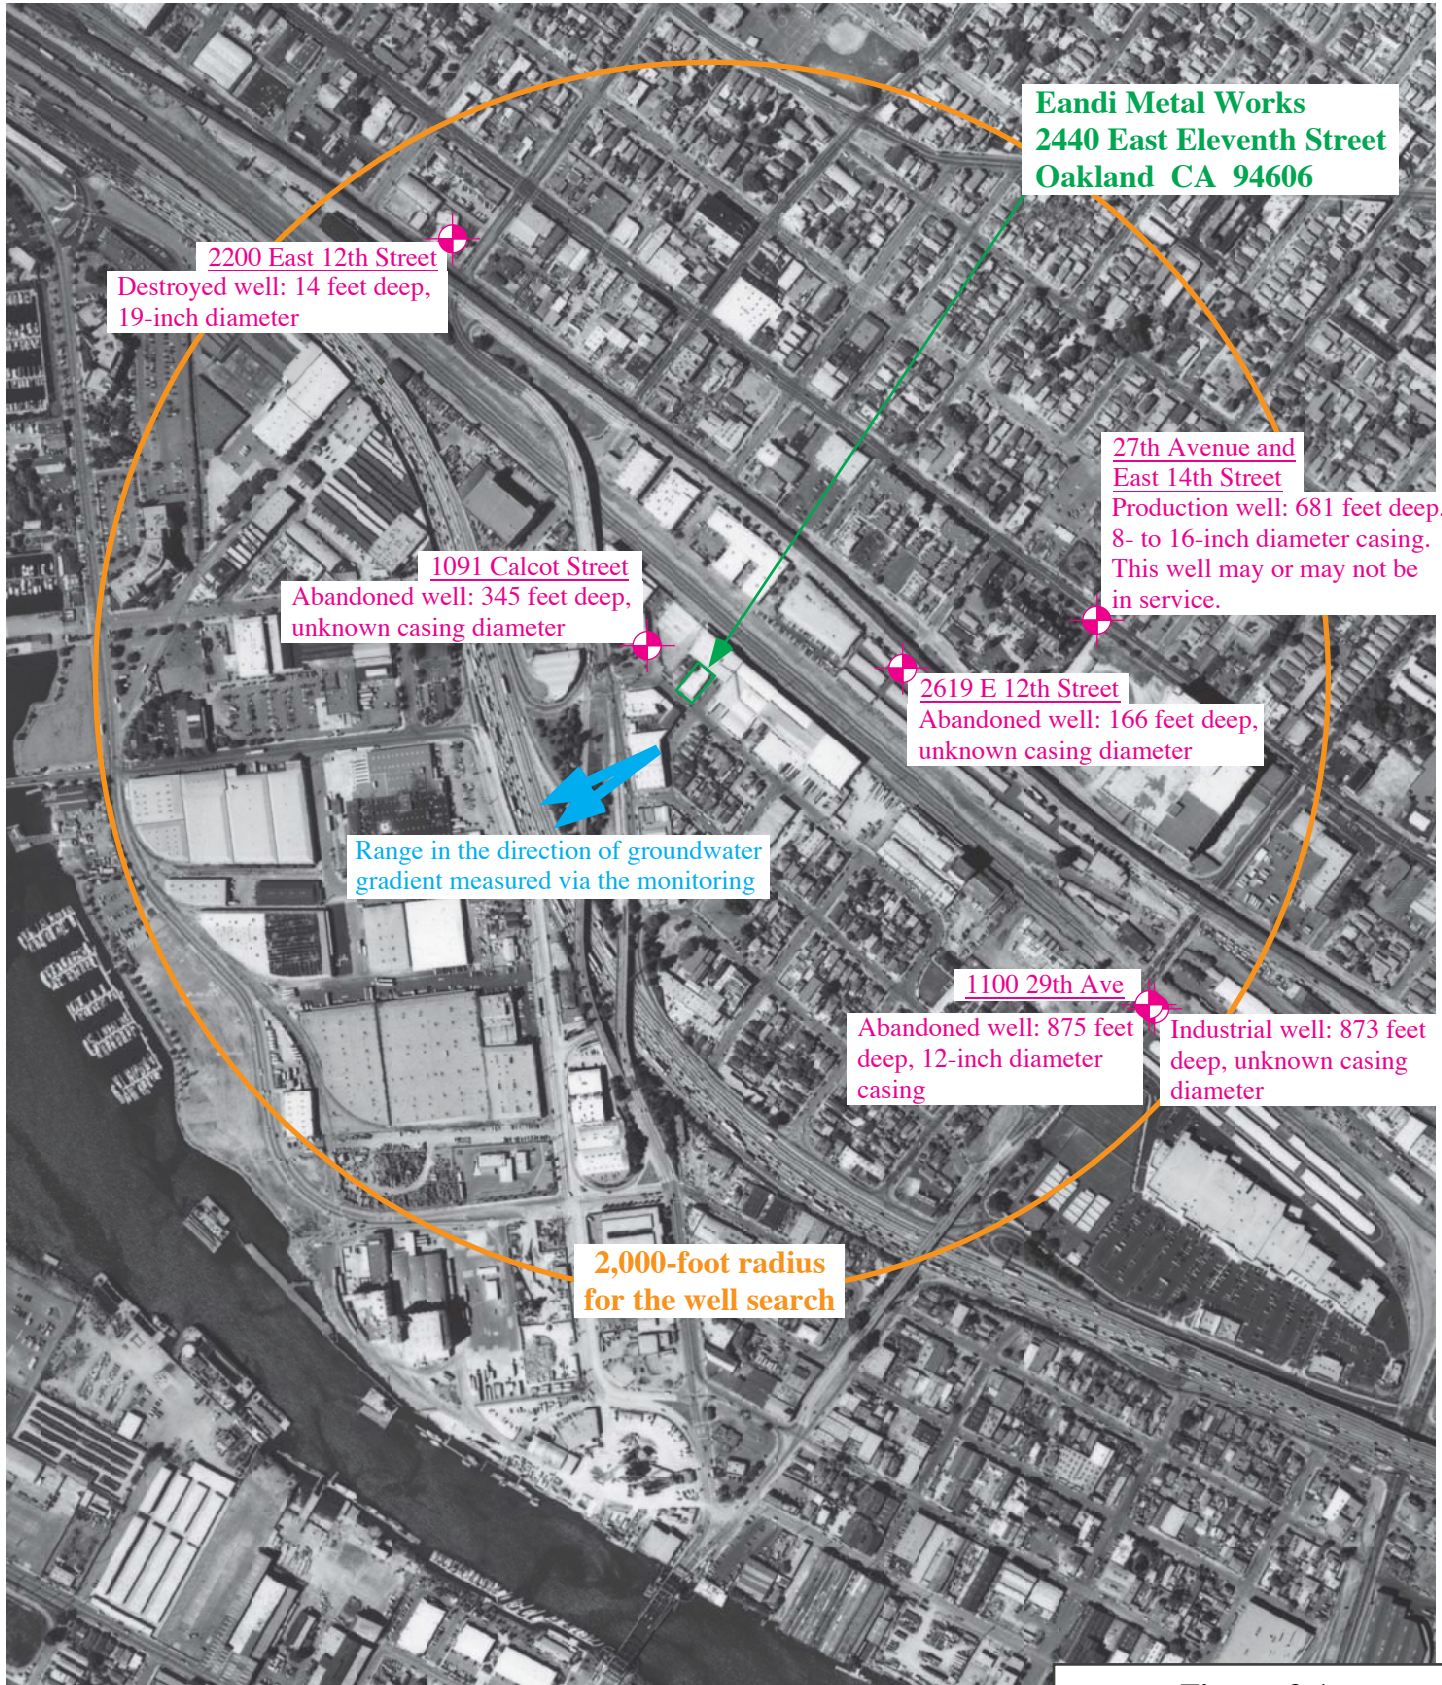 Eandi Metal Works
2440 East Eleventh Street
Oakland CA 94606
2200 East 12th Street
Destroyed well: 14 feet deep,
19-inch diameter
27th Avenue and
East 14th Street
Production well: 681 feet deep.
8- to 16-inch diameter casing.
This well may or may not be
in service.
1091 Calcot Street
Abandoned well: 345 feet deep,
unknown casing diameter
2619 E 12th Street
Abandoned well: 166 feet deep,
unknown casing diameter
Range in the direction of groundwater
gradient measured via the monitoring
1100 29th Ave
Abandoned well: 875 feet
deep, 12-inch diameter
casing
Industrial well: 873 feet
deep, unknown casing
diameter
2,000-foot radius
for the well search